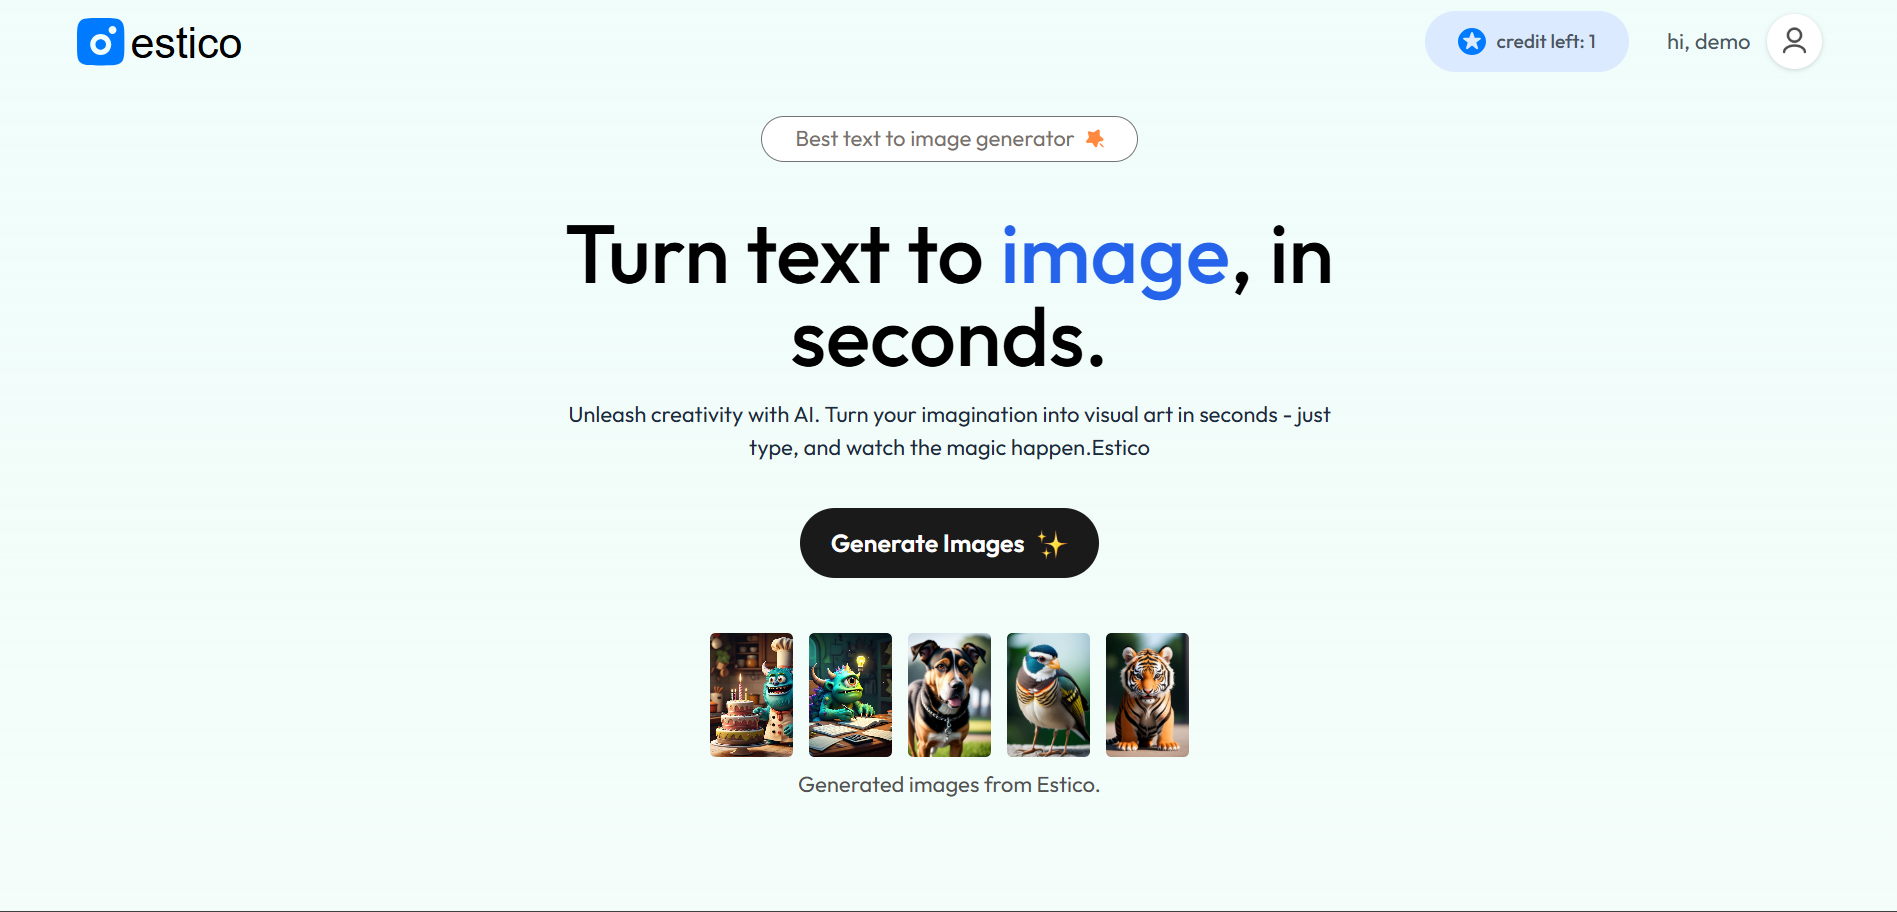 estico
credit left: 1
hi, demo
Best text to image generator
Turn text to image, in
seconds.
Unleash creativity with AI. Turn your imagination into visual art in seconds - just
type, and watch the magic happen.Estico
Generate Images
Generated images from Estico.